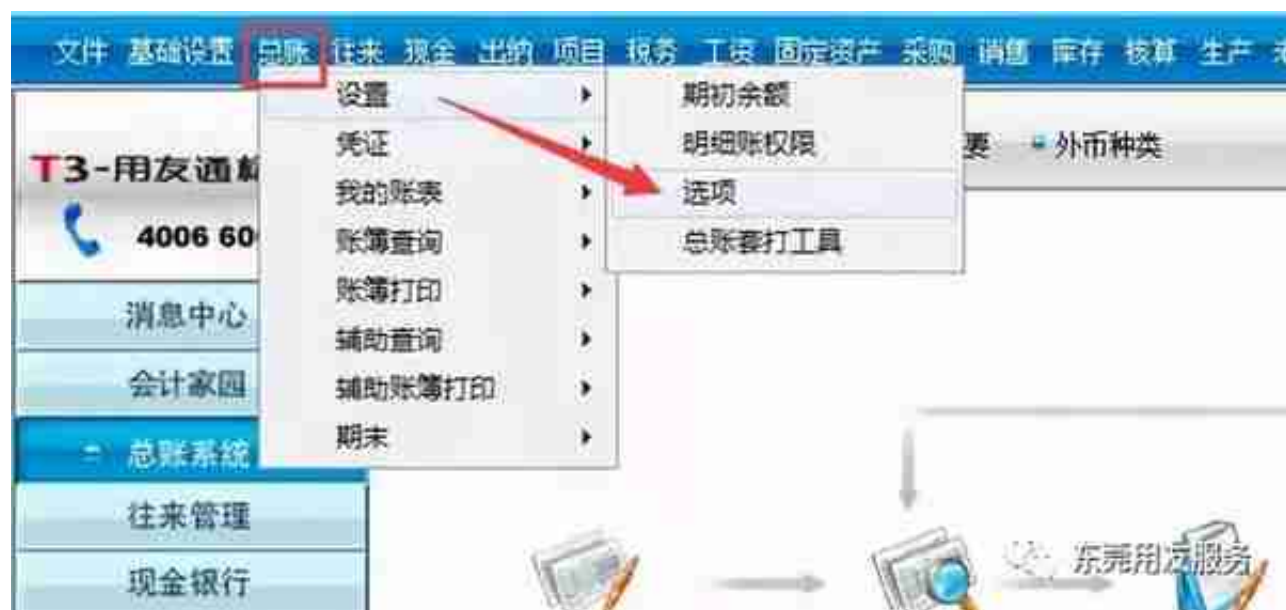 文件 基础设置 总账 往来 现金 出纳 项目 税务 工资 固定资产 采购 销售 库存 核算 生产
设置
凭证
我的账表
账簿查询
账簿打印
辅助查询
辅助账簿打印
期末
期初余额
明细账权限
选项
总账套打工具
要 外币种类
T3-用友通
4006 60
消息中心
会计家园
总账系统
往来管理
现金银行
东莞用友服务